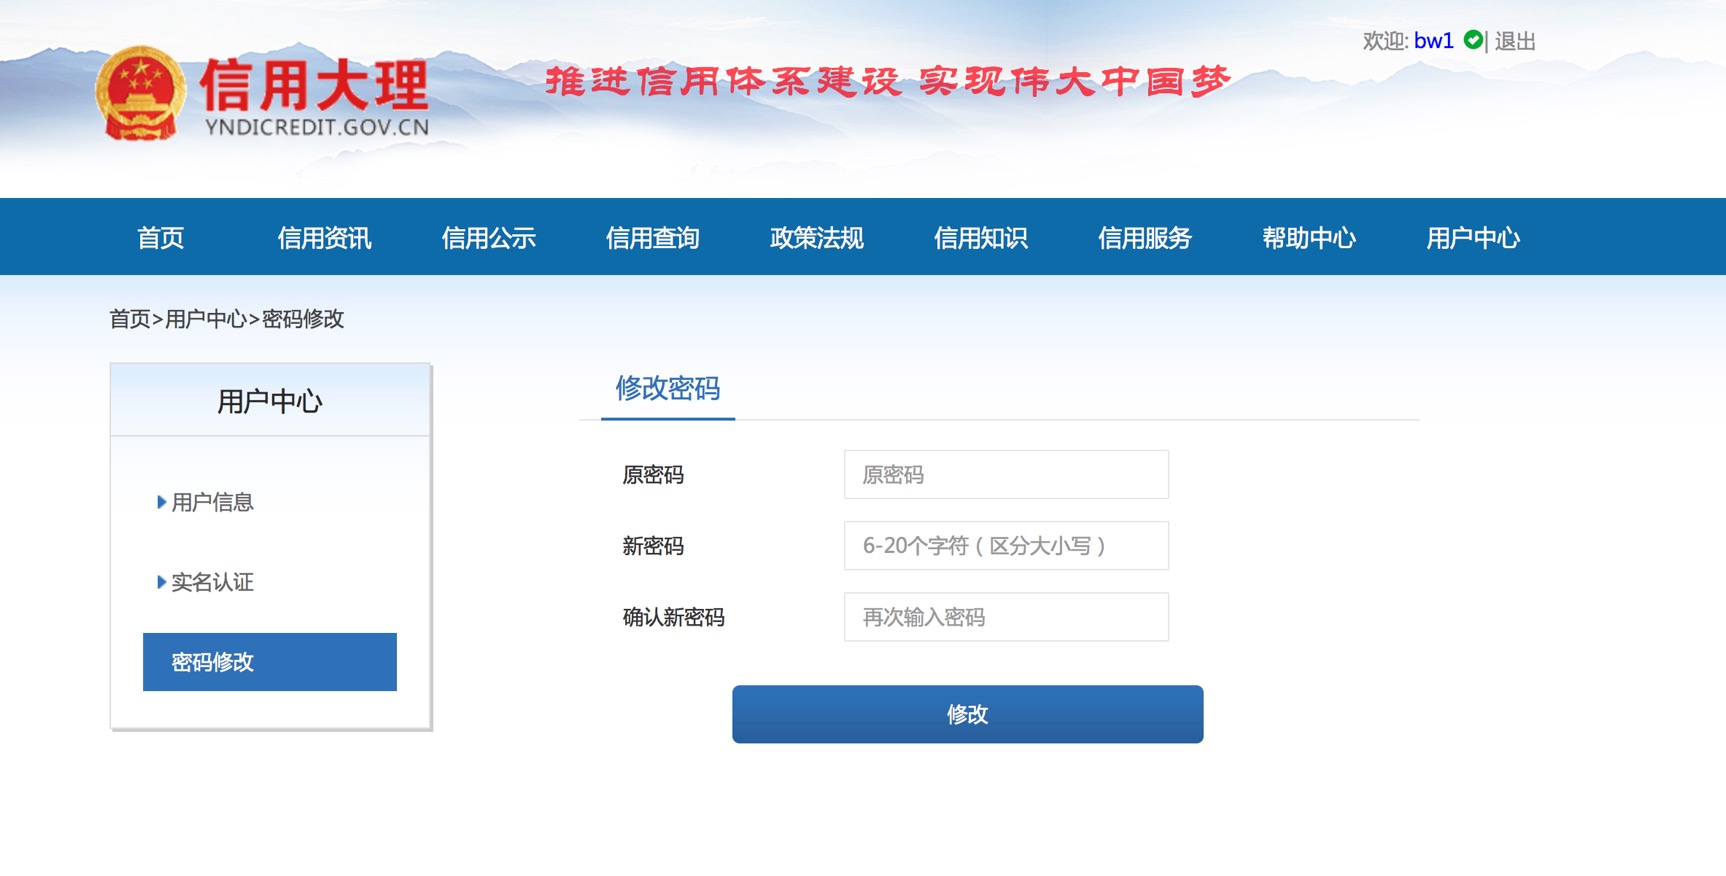 欢迎: bw1 | 退出
信用大理
YNDICREDIT.GOV.CN
推进信用体系建设 实现伟大中国梦
首页 信用资讯 信用公示 信用查询 政策法规 信用知识 信用服务 帮助中心 用户中心
首页>用户中心>密码修改
用户中心
用户信息
实名认证
密码修改
修改密码
原密码 原密码
新密码 6-20个字符（区分大小写）
确认新密码 再次输入密码
修改